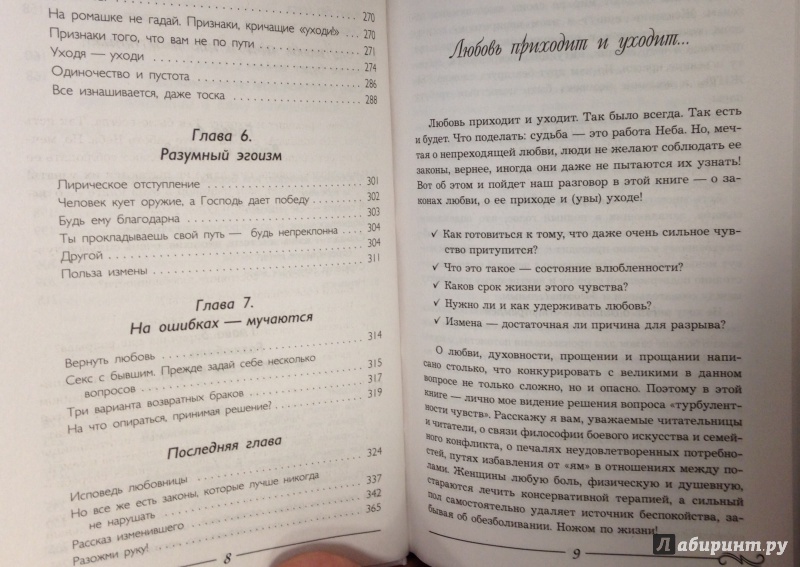 270
На ромашке не гадай. Признаки, кричащие «уходи!» 270
Признаки того, что вам не по пути 271
Уходя — уходи 274
Одиночество и пустота 286
Все изнашивается, даже тоска 288
Глава 6.
Разумный эгоизм
Лирическое отступление 301
Человек кует оружие, а Господь дает победу 302
Будь ему благодарна 303
Ты прокладываешь свой путь — будь непреклонна 304
Другой 304
Польза измены 311
Глава 7.
На ошибках — мучаются
Вернуть любовь 314
Секс с бывшим. Прежде задай себе несколько
вопросов 315
Три варианта возвратных браков 317
На что опираться, принимая решение? 319
Последняя глава
Исповедь любовницы 324
Но все же есть законы, которые лучше никогда
не нарушать 337
Рассказ изменившего 342
Разожми руку! 365
8
Любовь приходит и уходит...
Любовь приходит и уходит. Так было всегда. Так есть
и будет. Что поделать: судьба — это работа Неба. Но, меч-
тая о непреходящей любви, люди не желают соблюдать ее
законы, вернее, иногда они даже не пытаются их узнать!
Вот об этом и пойдет наш разговор в этой книге — о за-
конах любви, о ее приходе и (увы) уходе!
✓ Как готовиться к тому, что даже очень сильное чув-
ство притупится?
✓ Что это такое — состояние влюбленности?
✓ Каков срок жизни этого чувства?
✓ Нужно ли и как удерживать любовь?
✓ Измена — достаточная ли причина для разрыва?
О любви, духовности, прощении и прощании напи-
сано столько, что конкурировать с великими в данном
вопросе не только сложно, но и опасно. Поэтому в этой
книге — лично мое видение решения вопроса «турбулент-
ности чувств». Расскажу я вам, уважаемые читательницы
и читатели, о связи философии боевого искусства и семей-
ного конфликта, о печалях неудовлетворенных потребно-
стей, путях избавления от «ям» в отношениях между по-
лами. Женщины любую боль, физическую и душевную,
стараются лечить консервативной терапией, а сильный
пол самостоятельно удаляет источник беспокойства, за-
бывая об обезболивании. Ножом по жизни!
9
Лабиринт.ру